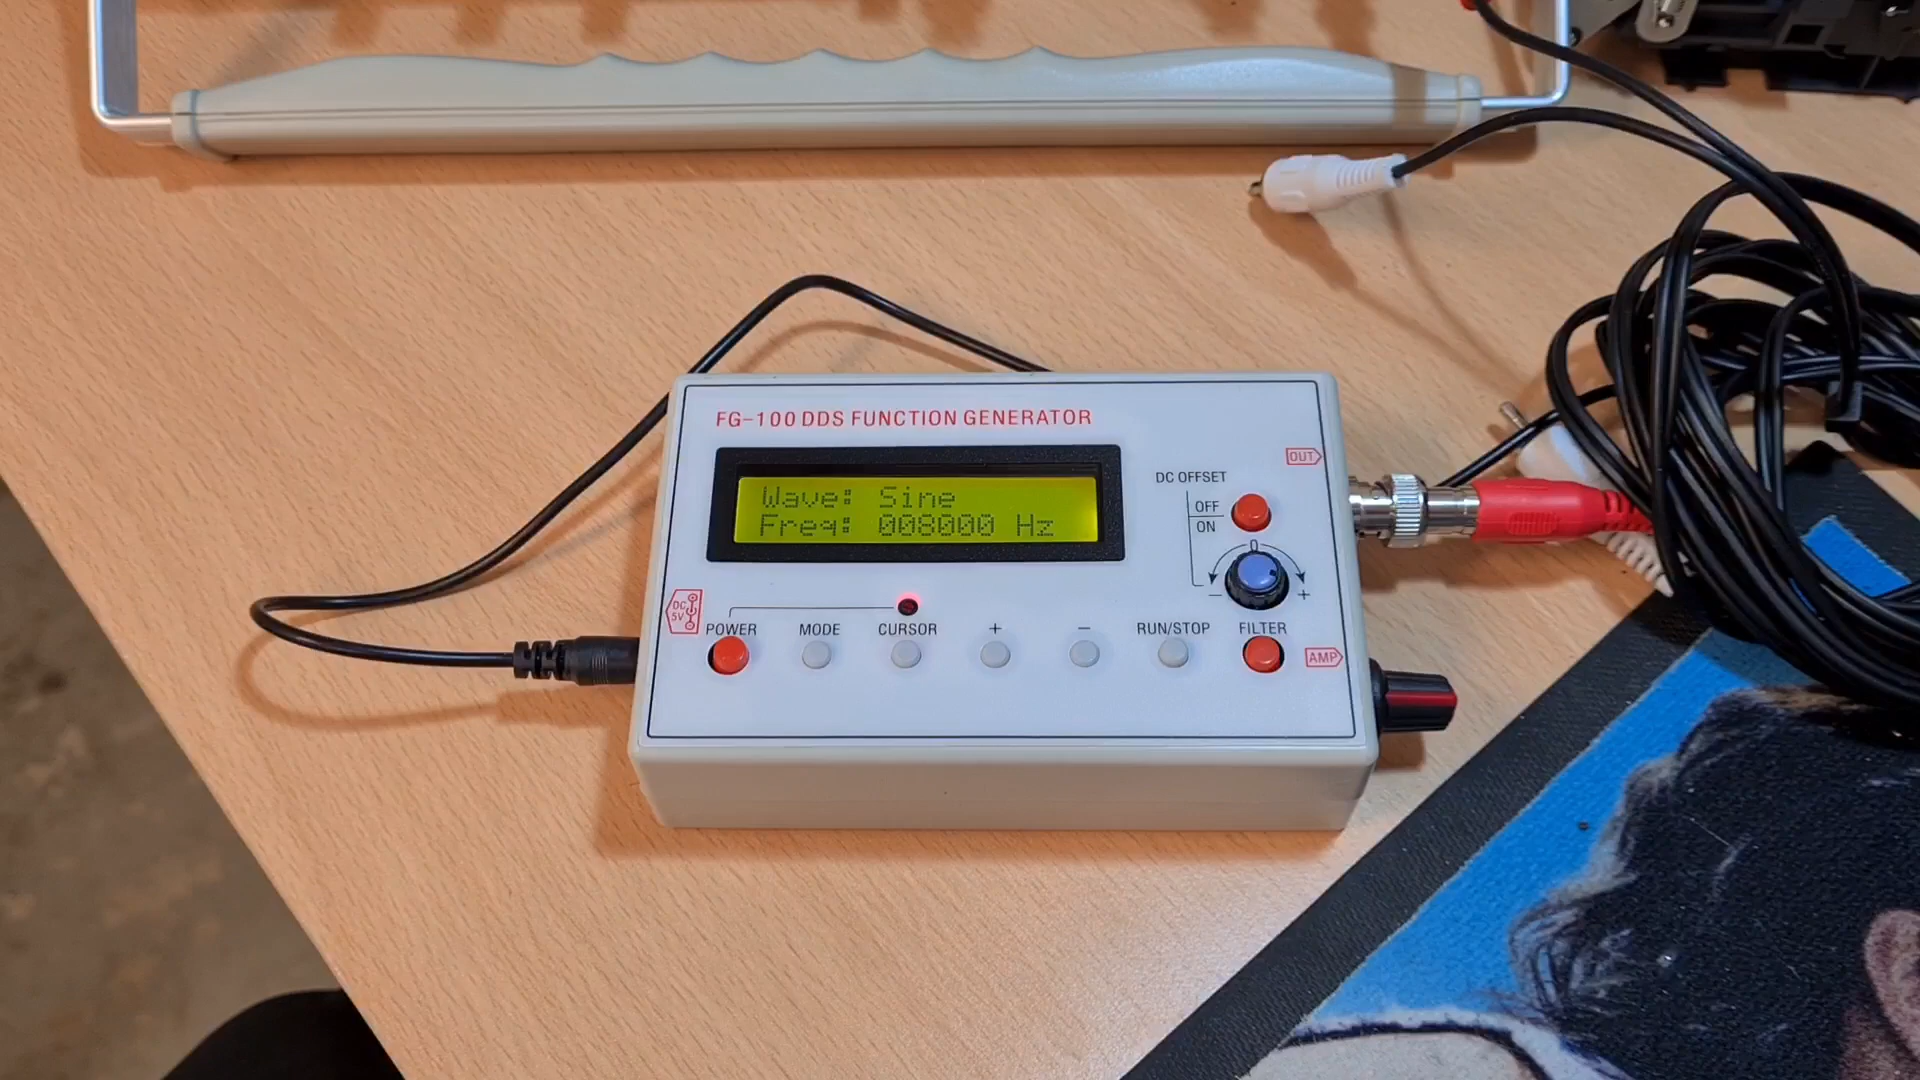 FG-100 DDS FUNCTION GENERATOR
OUT
Wave: Sine
Freq: 008000 Hz
DC OFFSET
OFF
ON
0
- +
DC
5V
POWER MODE CURSOR + - RUN/STOP FILTER
AMP